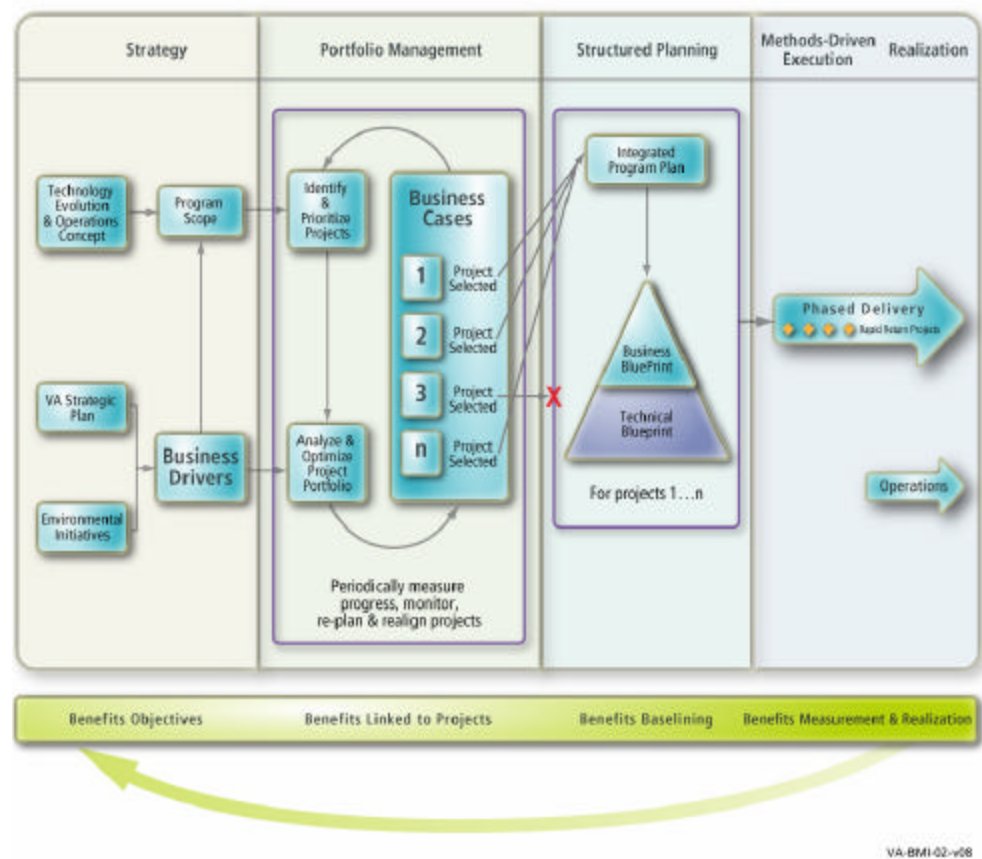 Strategy
Portfolio Management
Structured Planning
Methods-Driven
Execution
Realization
Technology
Evolution
& Operations
Concept
Program
Scope
VA Strategic
Plan
Business
Drivers
Environmental
Initiatives
Identify
&
Prioritize
Projects
Analyze &
Optimize
Project
Portfolio
Business
Cases
1
Project
Selected
2
Project
Selected
3
Project
Selected
n
Project
Selected
Periodically measure
progress, monitor,
re-plan & realign projects
Integrated
Program Plan
X
Business
BluePrint
Technical
Blueprint
For projects 1...n
Phased Delivery
Rapid Return Projects
Operations
Benefits Objectives
Benefits Linked to Projects
Benefits Baselining
Benefits Measurement & Realization
VA-BMI-02-v08